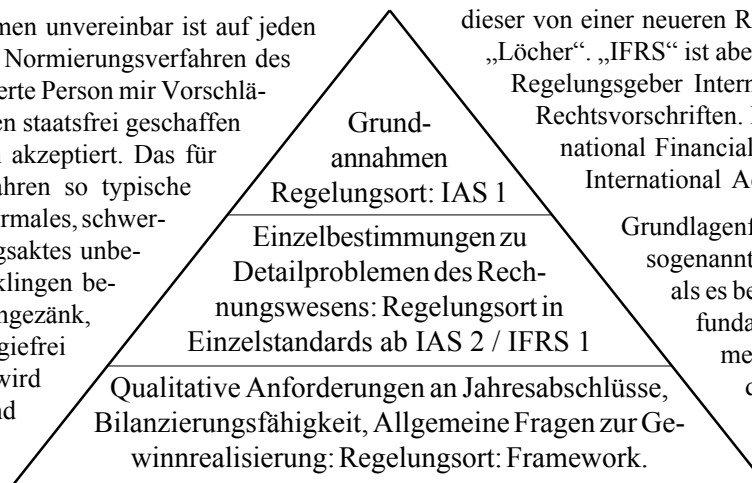 men unvereinbar ist auf jeden
Normierungsverfahren des
erte Person mir Vorschlä-
en staatsfrei geschaffen
akzeptiert. Das für
ahren so typische
rmales, schwer-
gsaktes unbe-
klingen be-
ngezänk,
giefrei
wird
nd
Grund-
annahmen
Regelungsort: IAS 1
Einzelbestimmungen zu
Detailproblemen des Rech-
nungswesens: Regelungsort in
Einzelstandards ab IAS 2 / IFRS 1
Qualitative Anforderungen an Jahresabschlüsse,
Bilanzierungsfähigkeit, Allgemeine Fragen zur Ge-
winnrealisierung: Regelungsort: Framework.
dieser von einer neueren R
„Löcher“. „IFRS“ ist abe
Regelungsgeber Intern
Rechtsvorschriften.
national Financial
International A
Grundlagenf
sogenannt
als es be
funda
me